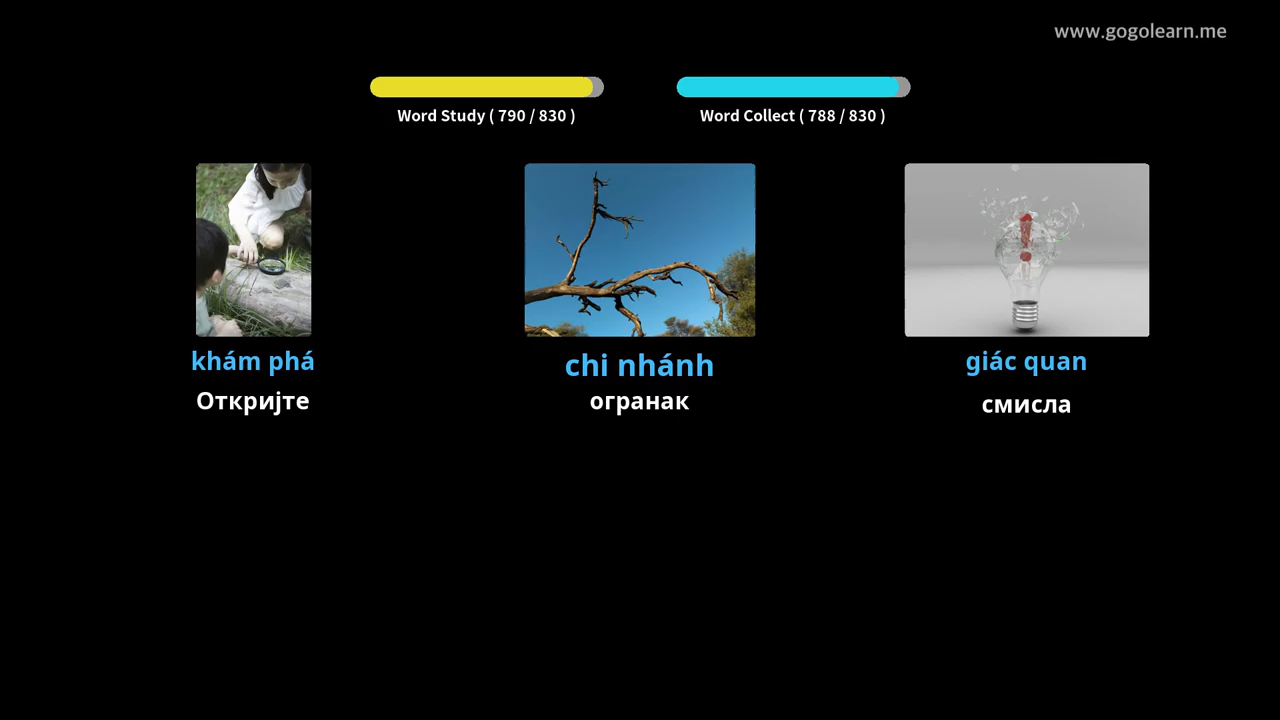 www.gogolearn.me
Word Study ( 790 / 830 )
Word Collect ( 788 / 830 )
khám phá
chi nhánh
giác quan
Откријте
огранак
смисла